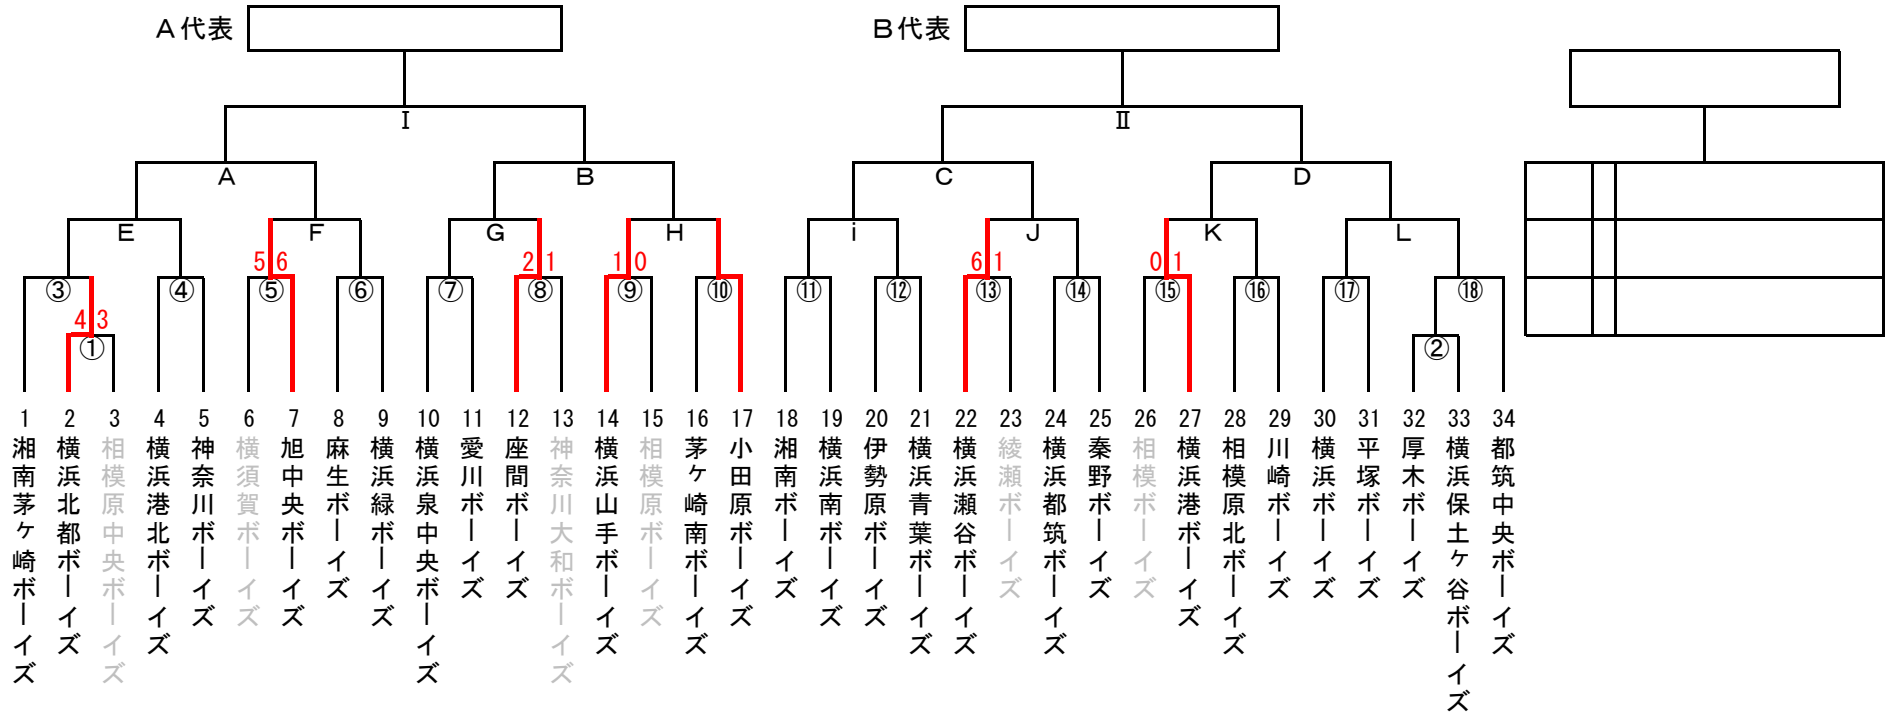 A代表
B代表
Ⅰ
Ⅱ
A
B
C
D
E
F
G
H
i
J
K
L
5 6
2 1
1 0
6 1
0 1
③
④
⑤
⑥
⑦
⑧
⑨
⑩
⑪
⑫
⑬
⑭
⑮
⑯
⑰
⑱
4 3
①
②
1 湘南茅ヶ崎ボーイズ
2 横浜北都ボーイズ
3 相模原中央ボーイズ
4 横浜港北ボーイズ
5 神奈川ボーイズ
6 横須賀ボーイズ
7 旭中央ボーイズ
8 麻生ボーイズ
9 横浜緑ボーイズ
10 横浜泉中央ボーイズ
11 愛川ボーイズ
12 座間ボーイズ
13 神奈川大和ボーイズ
14 横浜山手ボーイズ
15 相模原ボーイズ
16 茅ヶ崎南ボーイズ
17 小田原ボーイズ
18 湘南ボーイズ
19 横浜南ボーイズ
20 伊勢原ボーイズ
21 横浜青葉ボーイズ
22 横浜瀬谷ボーイズ
23 綾瀬ボーイズ
24 横浜都筑ボーイズ
25 秦野ボーイズ
26 相模ボーイズ
27 横浜港ボーイズ
28 相模原北ボーイズ
29 川崎ボーイズ
30 横浜ボーイズ
31 平塚ボーイズ
32 厚木ボーイズ
33 横浜保土ヶ谷ボーイズ
34 都筑中央ボーイズ